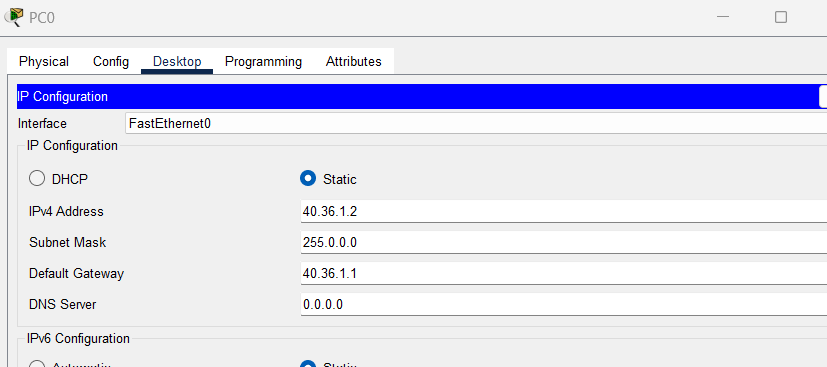 PC0
Physical Config Desktop Programming Attributes
IP Configuration
Interface FastEthernet0
IP Configuration
DHCP Static
IPv4 Address 40.36.1.2
Subnet Mask 255.0.0.0
Default Gateway 40.36.1.1
DNS Server 0.0.0.0
IPv6 Configuration
Automatic Static